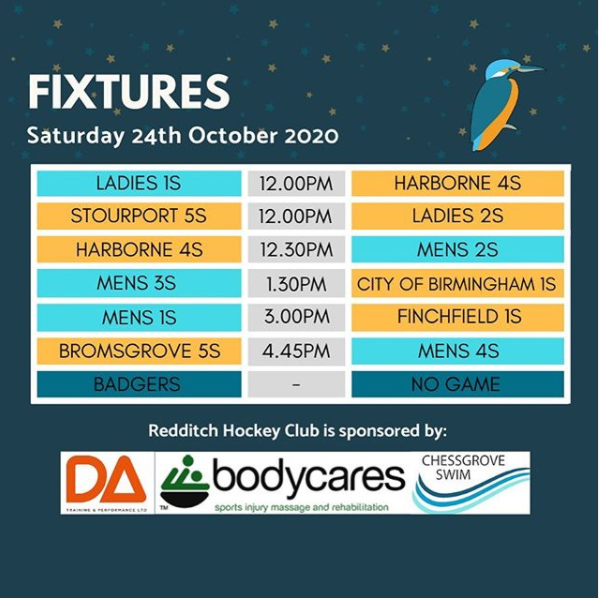 FIXTURES
Saturday 24th October 2020
LADIES 1S 12.00PM HARBORNE 4S
STOURPORT 5S 12.00PM LADIES 2S
HARBORNE 4S 12.30PM MENS 2S
MENS 3S 1.30PM CITY OF BIRMINGHAM 1S
MENS 1S 3.00PM FINCHFIELD 1S
BROMSGROVE 5S 4.45PM MENS 4S
BADGERS - NO GAME
Redditch Hockey Club is sponsored by:
DA
TRAINING & PERFORMANCE LTD
TM
bodycares
sports injury massage and rehabilitation
CHESSGROVE
SWIM